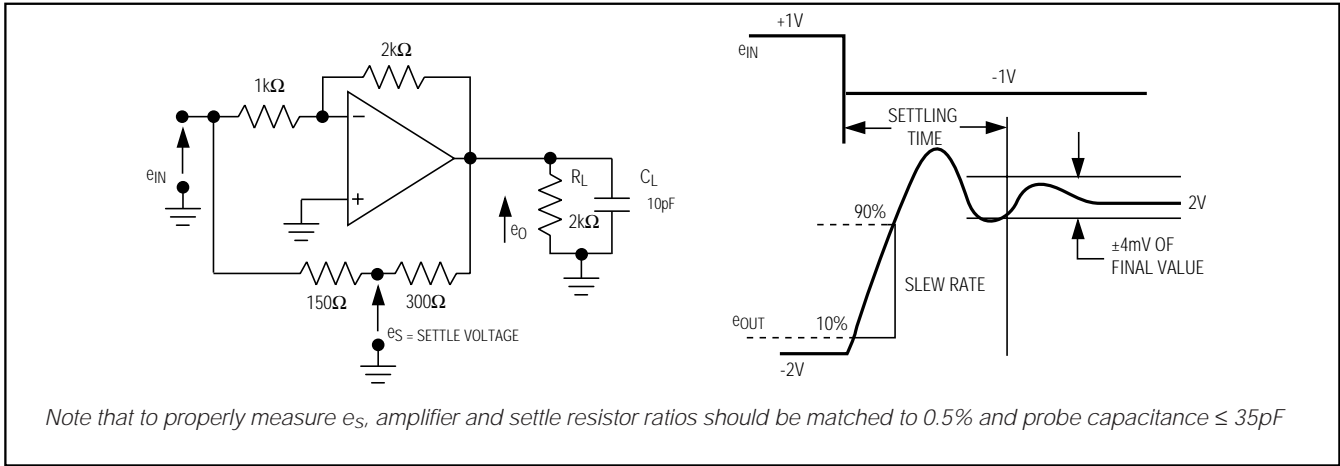 2kΩ
1kΩ
−
+
eIN
RL
2kΩ
CL
10pF
eO
150Ω
300Ω
eS = SETTLE VOLTAGE
+1V
eIN
-1V
SETTLING
TIME
90%
2V
±4mV OF
FINAL VALUE
SLEW RATE
eOUT
10%
-2V
Note that to properly measure eS, amplifier and settle resistor ratios should be matched to 0.5% and probe capacitance ≤ 35pF